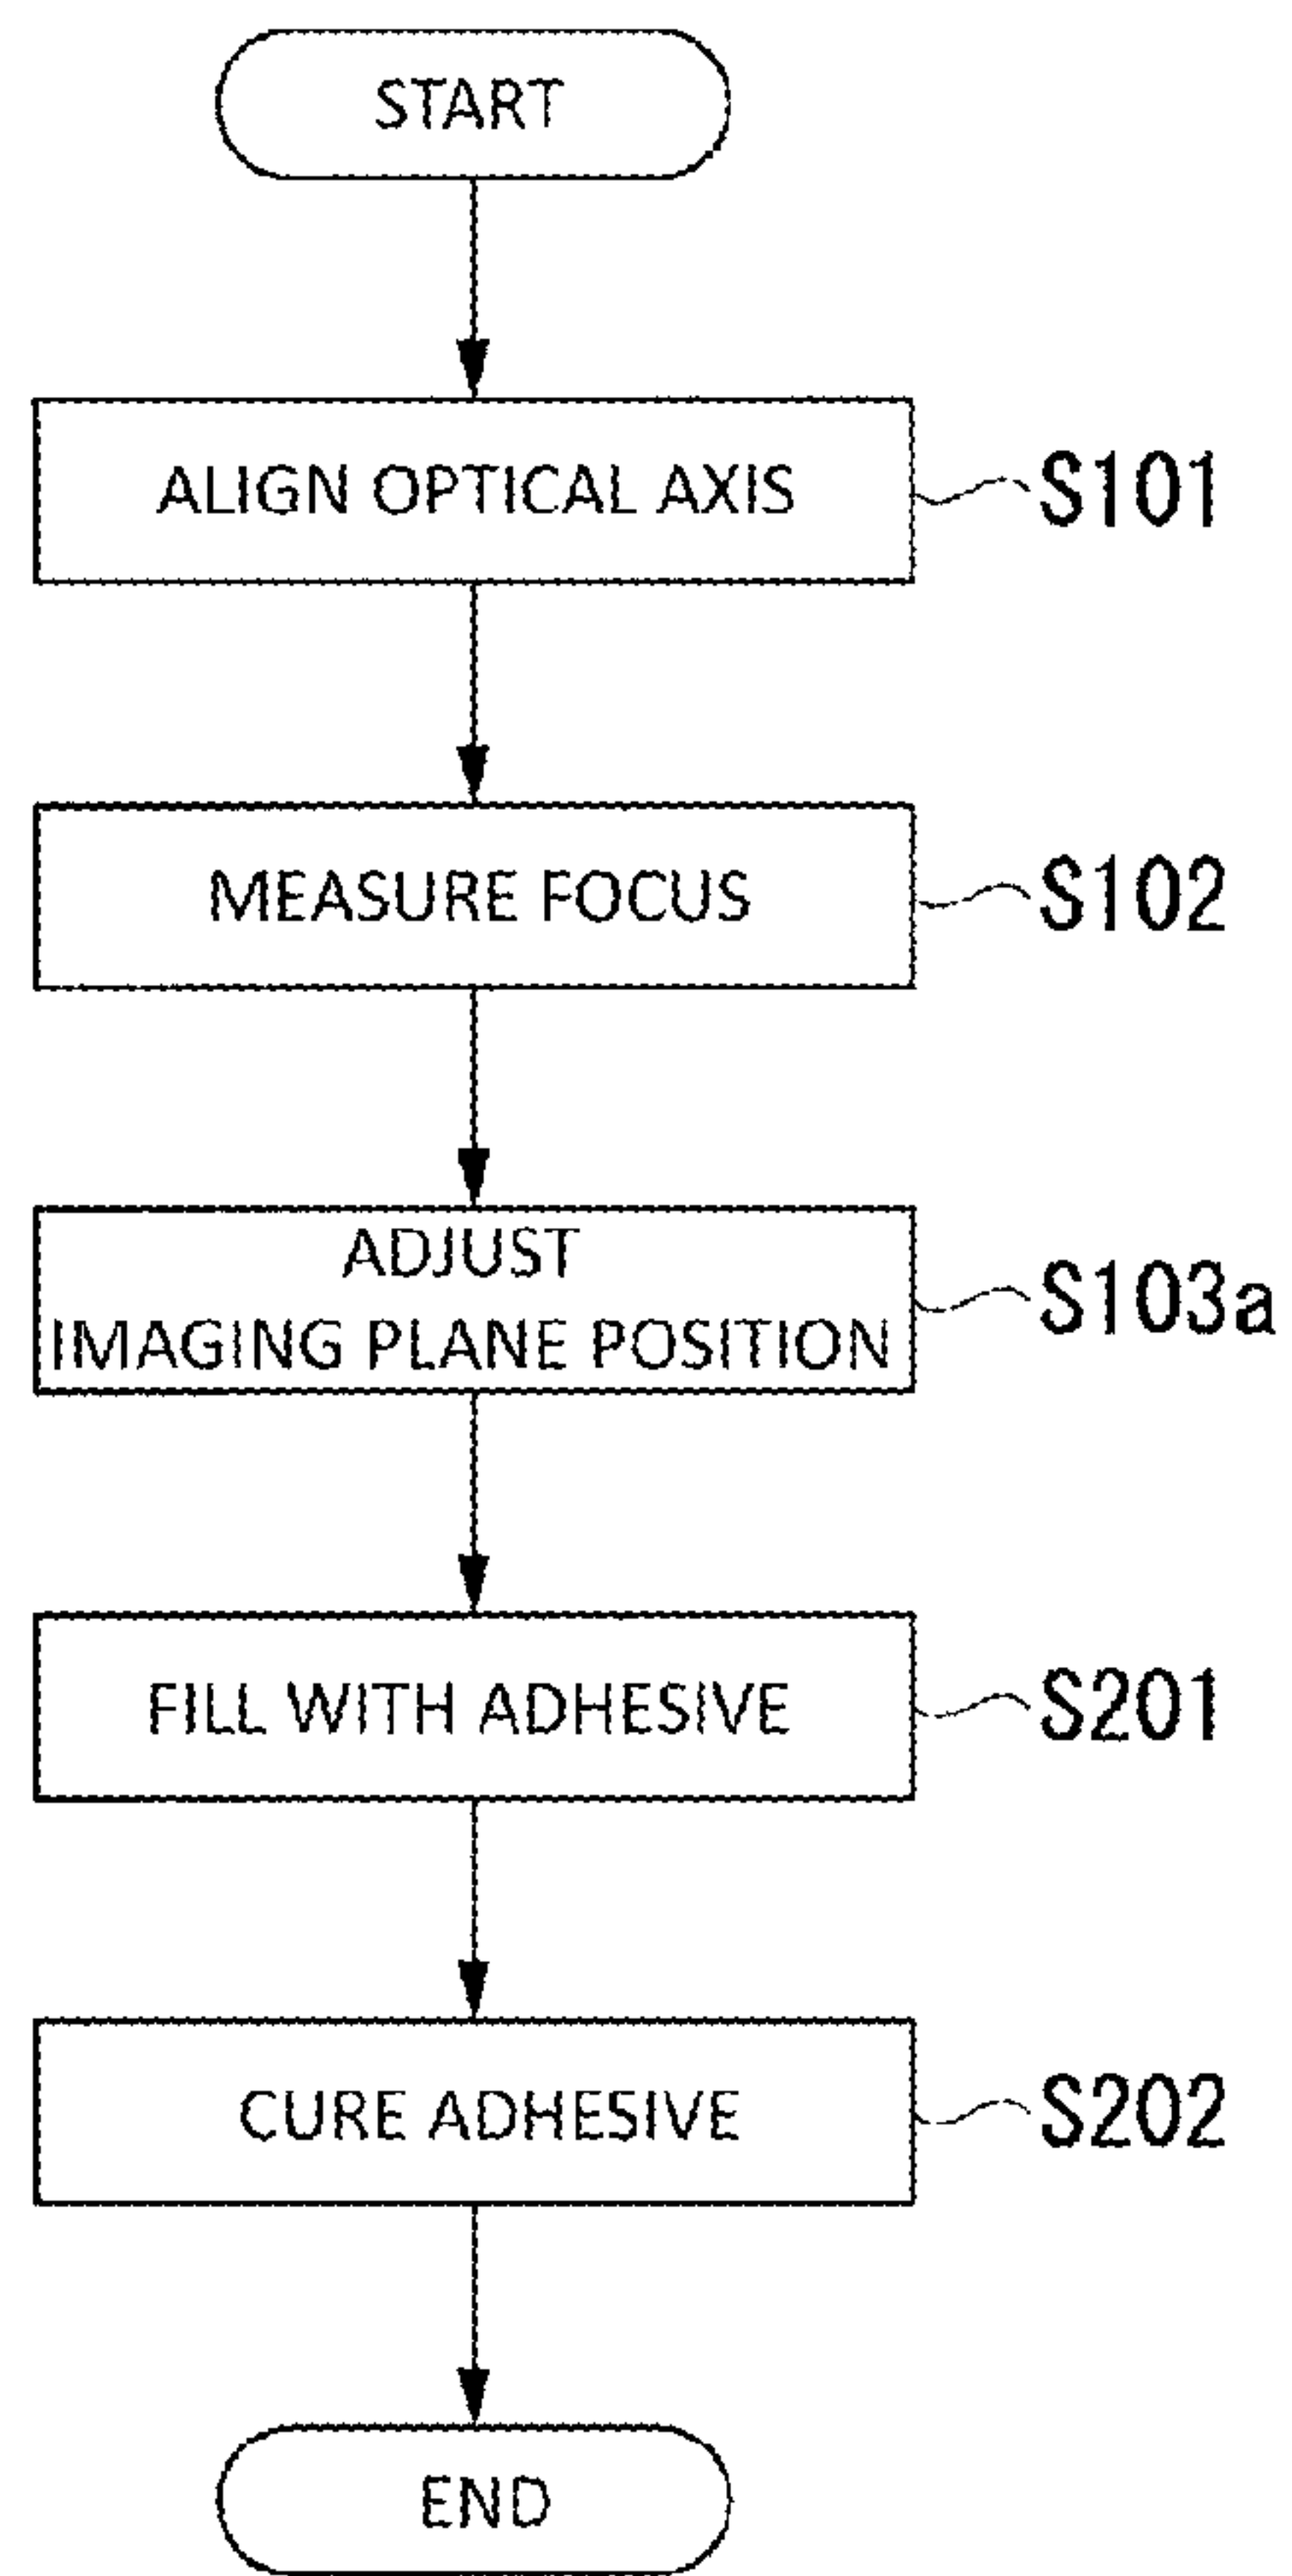 START
ALIGN OPTICAL AXIS
S101
MEASURE FOCUS
S102
ADJUST
IMAGING PLANE POSITION
S103a
FILL WITH ADHESIVE
S201
CURE ADHESIVE
S202
END